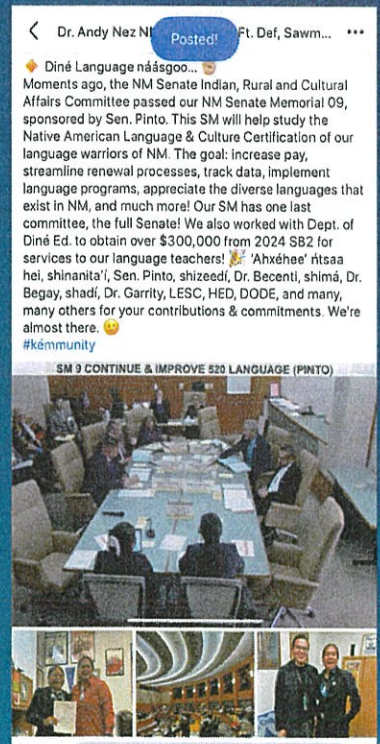 Dr. Andy Nez NM Ft. Def, Sawm... •••
Posted!
Diné Language náásgoo...
Moments ago, the NM Senate Indian, Rural and Cultural
Affairs Committee passed our NM Senate Memorial 09,
sponsored by Sen. Pinto. This SM will help study the
Native American Language & Culture Certification of our
language warriors of NM. The goal: increase pay,
streamline renewal processes, track data, implement
language programs, appreciate the diverse languages that
exist in NM, and much more! Our SM has one last
committee, the full Senate! We also worked with Dept. of
Diné Ed. to obtain over $300,000 from 2024 SB2 for
services to our language teachers! 'Ahxéhee' ńtsaa
hei, shinanita'í, Sen. Pinto, shizeedí, Dr. Becenti, shimá, Dr.
Begay, shadí, Dr. Garrity, LESC, HED, DODE, and many,
many others for your contributions & commitments. We're
almost there.
#kémmunity
SM 9 CONTINUE & IMPROVE 520 LANGUAGE (PINTO)